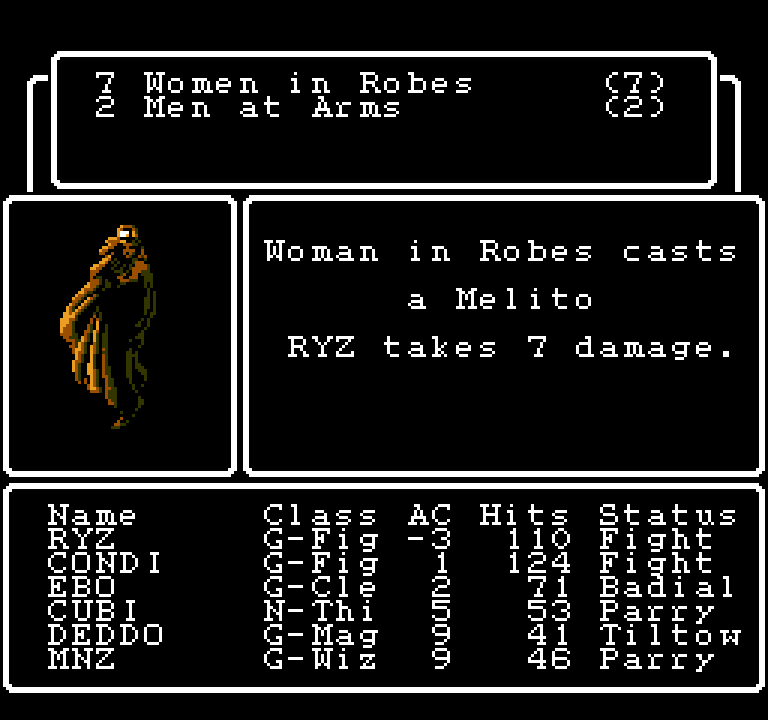 7 Women in Robes (7)
2 Men at Arms (2)
Woman in Robes casts
a Melito
RYZ takes 7 damage.
Name Class AC Hits Status
RYZ G-Fig -3 110 Fight
CONDI G-Fig 1 124 Fight
EBO G-Cle 2 71 Badial
CUBI N-Thi 5 53 Parry
DEDDO G-Mag 9 41 Tiltow
MNZ G-Wiz 9 46 Parry